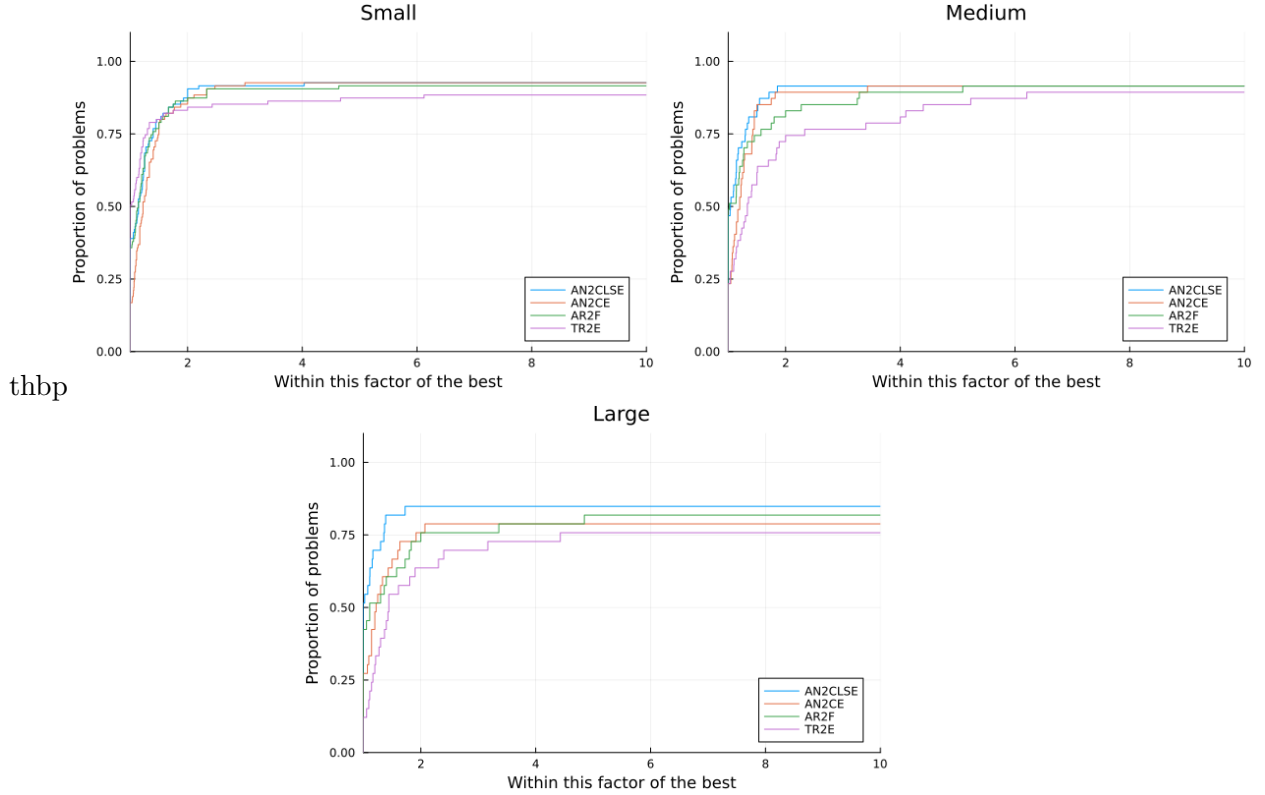 Small
Proportion of problems
1.00
0.75
0.50
0.25
0.00
2 4 6 8 10
Within this factor of the best
AN2CLSE
AN2CE
AR2F
TR2E
Medium
Proportion of problems
1.00
0.75
0.50
0.25
0.00
2 4 6 8 10
Within this factor of the best
AN2CLSE
AN2CE
AR2F
TR2E
thbp
Large
Proportion of problems
1.00
0.75
0.50
0.25
0.00
2 4 6 8 10
Within this factor of the best
AN2CLSE
AN2CE
AR2F
TR2E